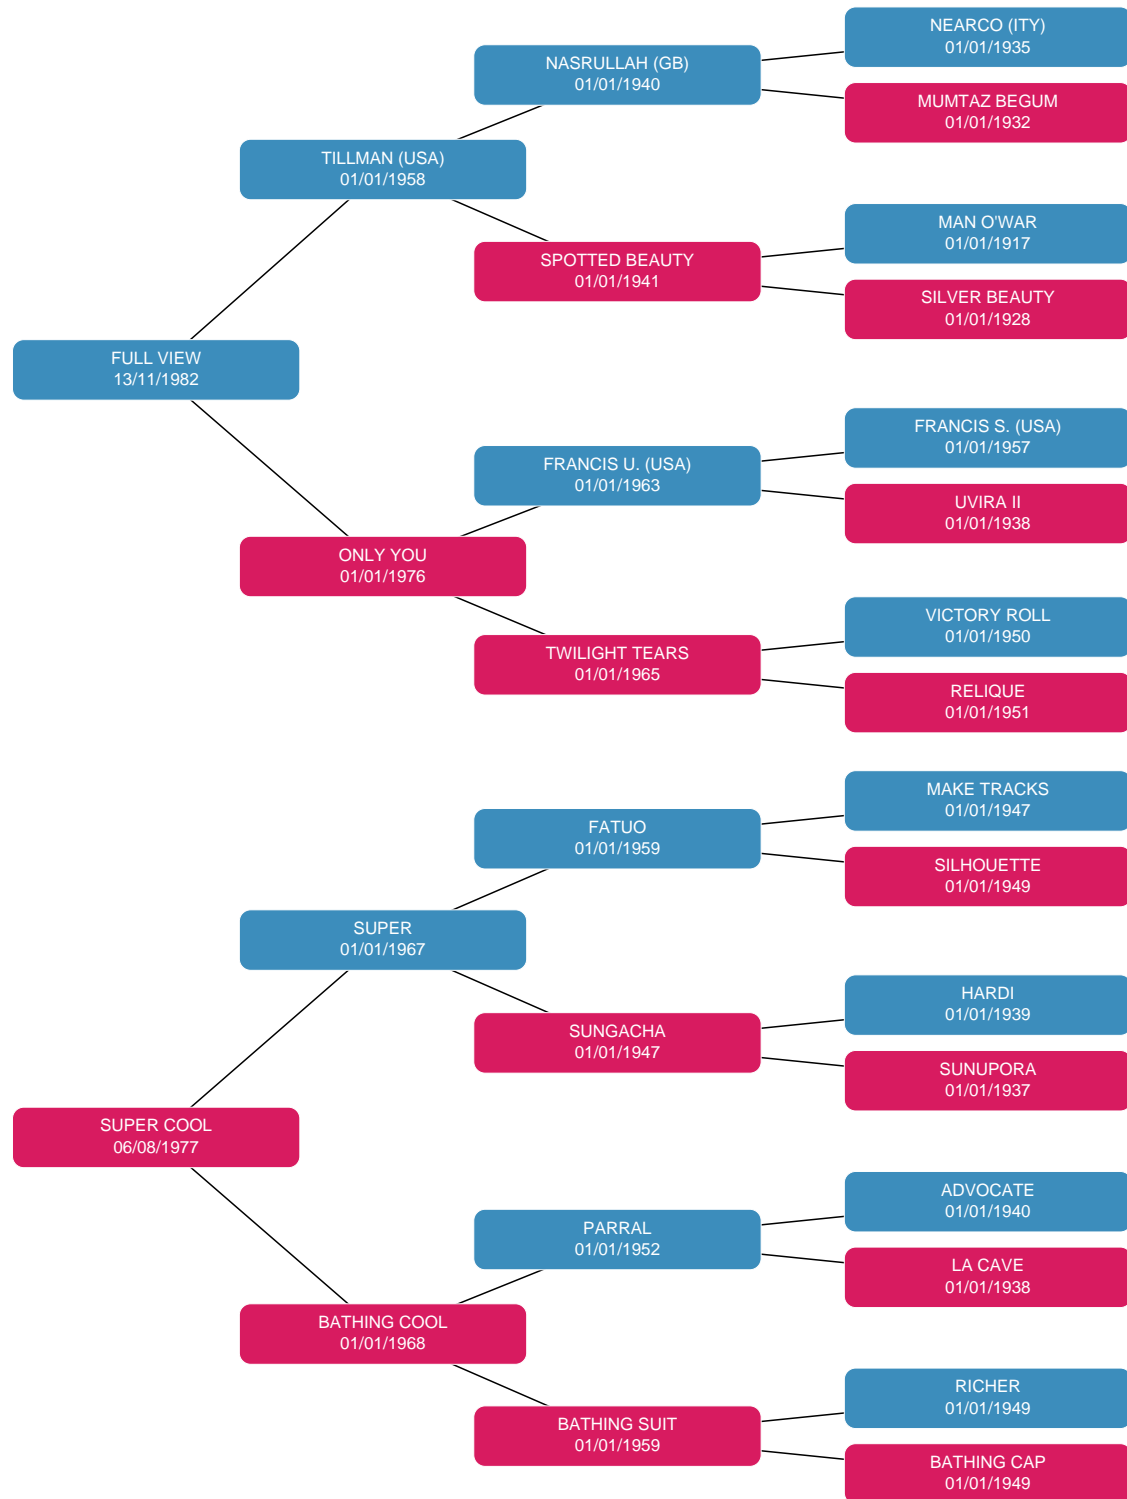 NEARCO (ITY)
01/01/1935
NASRULLAH (GB)
01/01/1940
MUMTAZ BEGUM
01/01/1932
TILLMAN (USA)
01/01/1958
MAN O'WAR
01/01/1917
SPOTTED BEAUTY
01/01/1941
SILVER BEAUTY
01/01/1928
FULL VIEW
13/11/1982
FRANCIS S. (USA)
01/01/1957
FRANCIS U. (USA)
01/01/1963
UVIRA II
01/01/1938
ONLY YOU
01/01/1976
VICTORY ROLL
01/01/1950
TWILIGHT TEARS
01/01/1965
RELIQUE
01/01/1951
MAKE TRACKS
01/01/1947
FATUO
01/01/1959
SILHOUETTE
01/01/1949
SUPER
01/01/1967
HARDI
01/01/1939
SUNGACHA
01/01/1947
SUNUPORA
01/01/1937
SUPER COOL
06/08/1977
ADVOCATE
01/01/1940
PARRAL
01/01/1952
LA CAVE
01/01/1938
BATHING COOL
01/01/1968
RICHER
01/01/1949
BATHING SUIT
01/01/1959
BATHING CAP
01/01/1949